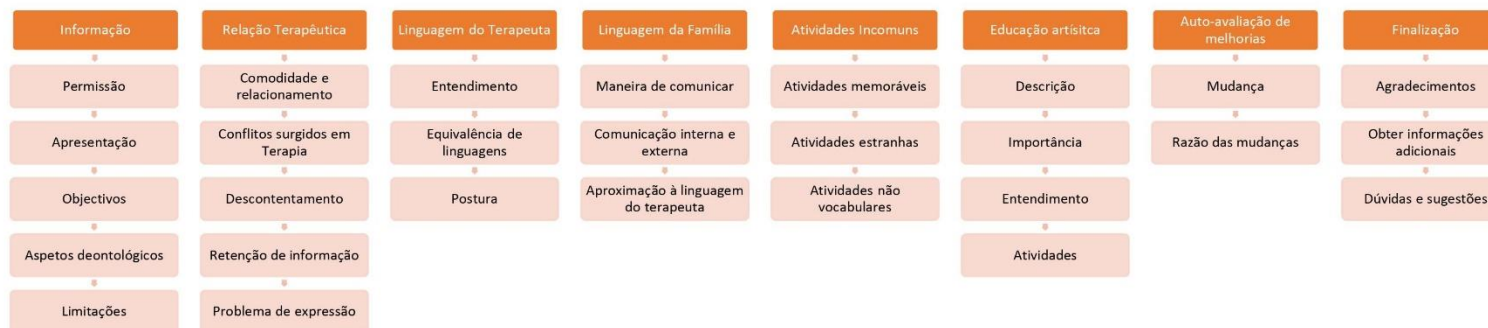 Informação
Permissão
Apresentação
Objectivos
Aspetos deontológicos
Limitações
Relação Terapêutica
Comodidade e
relacionamento
Conflitos surgidos em
Terapia
Descontentamento
Retenção de informação
Problema de expressão
Linguagem do Terapeuta
Entendimento
Equivalência de
linguagens
Postura
Linguagem da Família
Maneira de comunicar
Comunicação interna e
externa
Aproximação à linguagem
do terapeuta
Atividades Incomuns
Atividades memoráveis
Atividades estranhas
Atividades não
vocabulares
Educação artísitca
Descrição
Importância
Entendimento
Atividades
Auto-avaliação de
melhorias
Mudança
Razão das mudanças
Finalização
Agradecimentos
Obter informações
adicionais
Dúvidas e sugestões